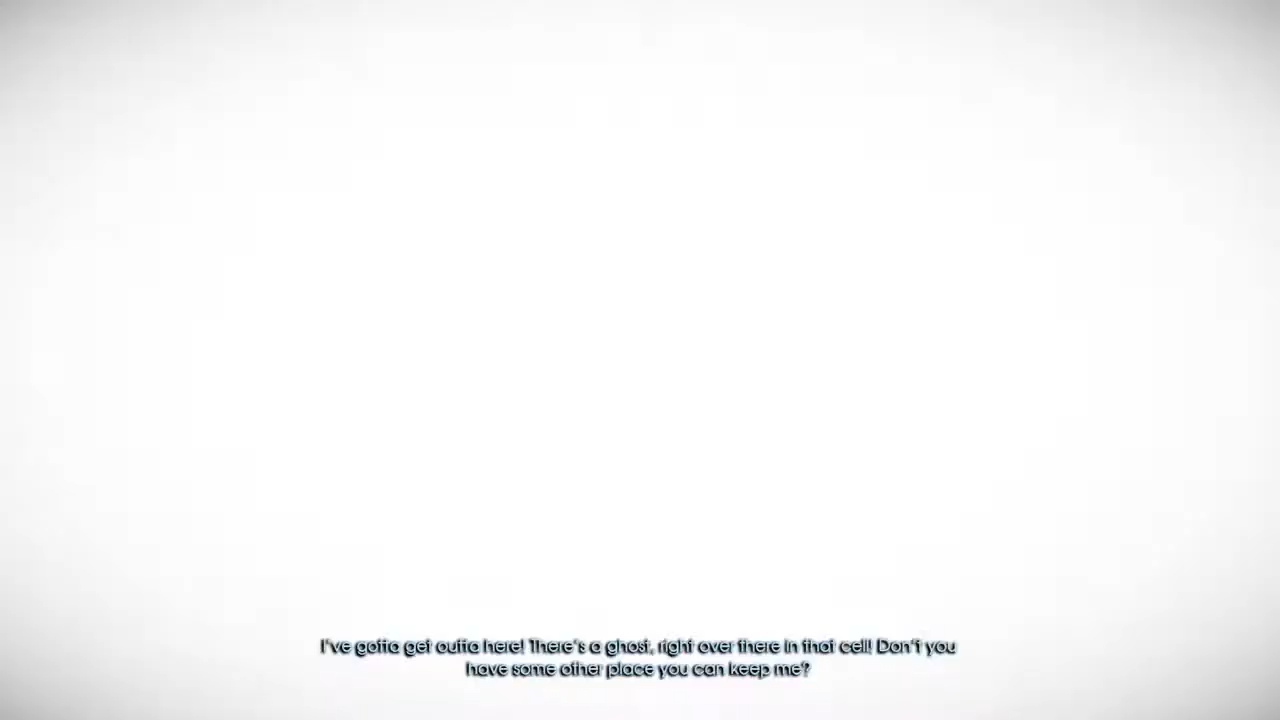 I've gotta get outta here! There's a ghost, right over there in that cell! Don't you
have some other place you can keep me?